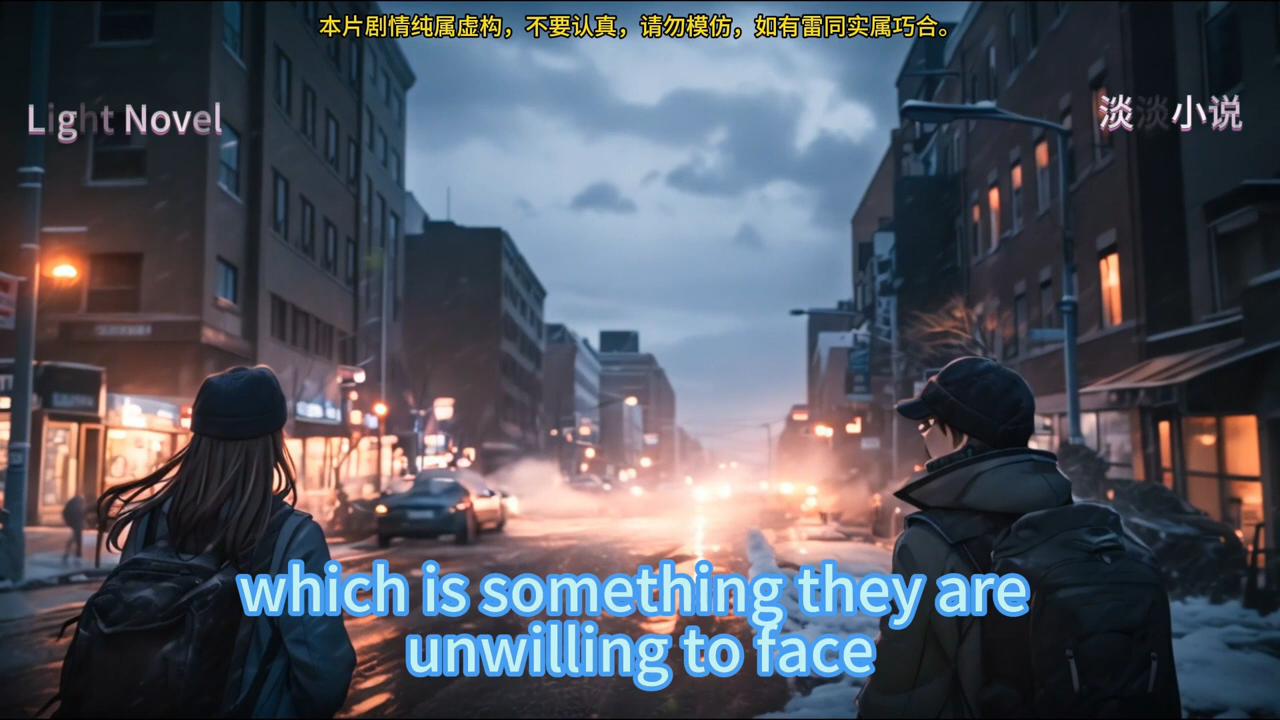 本片剧情纯属虚构，不要认真，请勿模仿，如有雷同实属巧合。
Light Novel
淡淡小说
which is something they are
unwilling to face